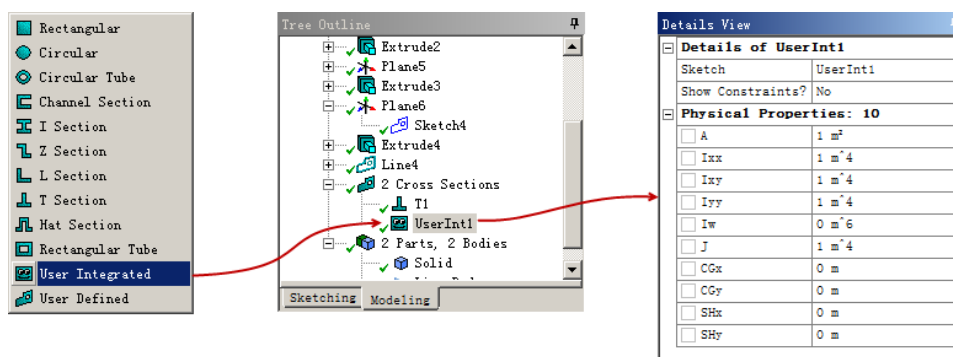 Rectangular
Circular
Circular Tube
Channel Section
I Section
Z Section
L Section
T Section
Hat Section
Rectangular Tube
User Integrated
User Defined
Tree Outline
Extrude2
Plane5
Extrude3
Plane6
Sketch4
Extrude4
Line4
2 Cross Sections
T1
UserInt1
2 Parts, 2 Bodies
Solid
Sketching Modeling
Details View
Details of UserInt1
Sketch UserInt1
Show Constraints? No
Physical Properties: 10
A 1 m²
Ixx 1 m^4
Ixy 1 m^4
Iyy 1 m^4
Iw 0 m^6
J 1 m^4
CGx 0 m
CGy 0 m
SHx 0 m
SHy 0 m